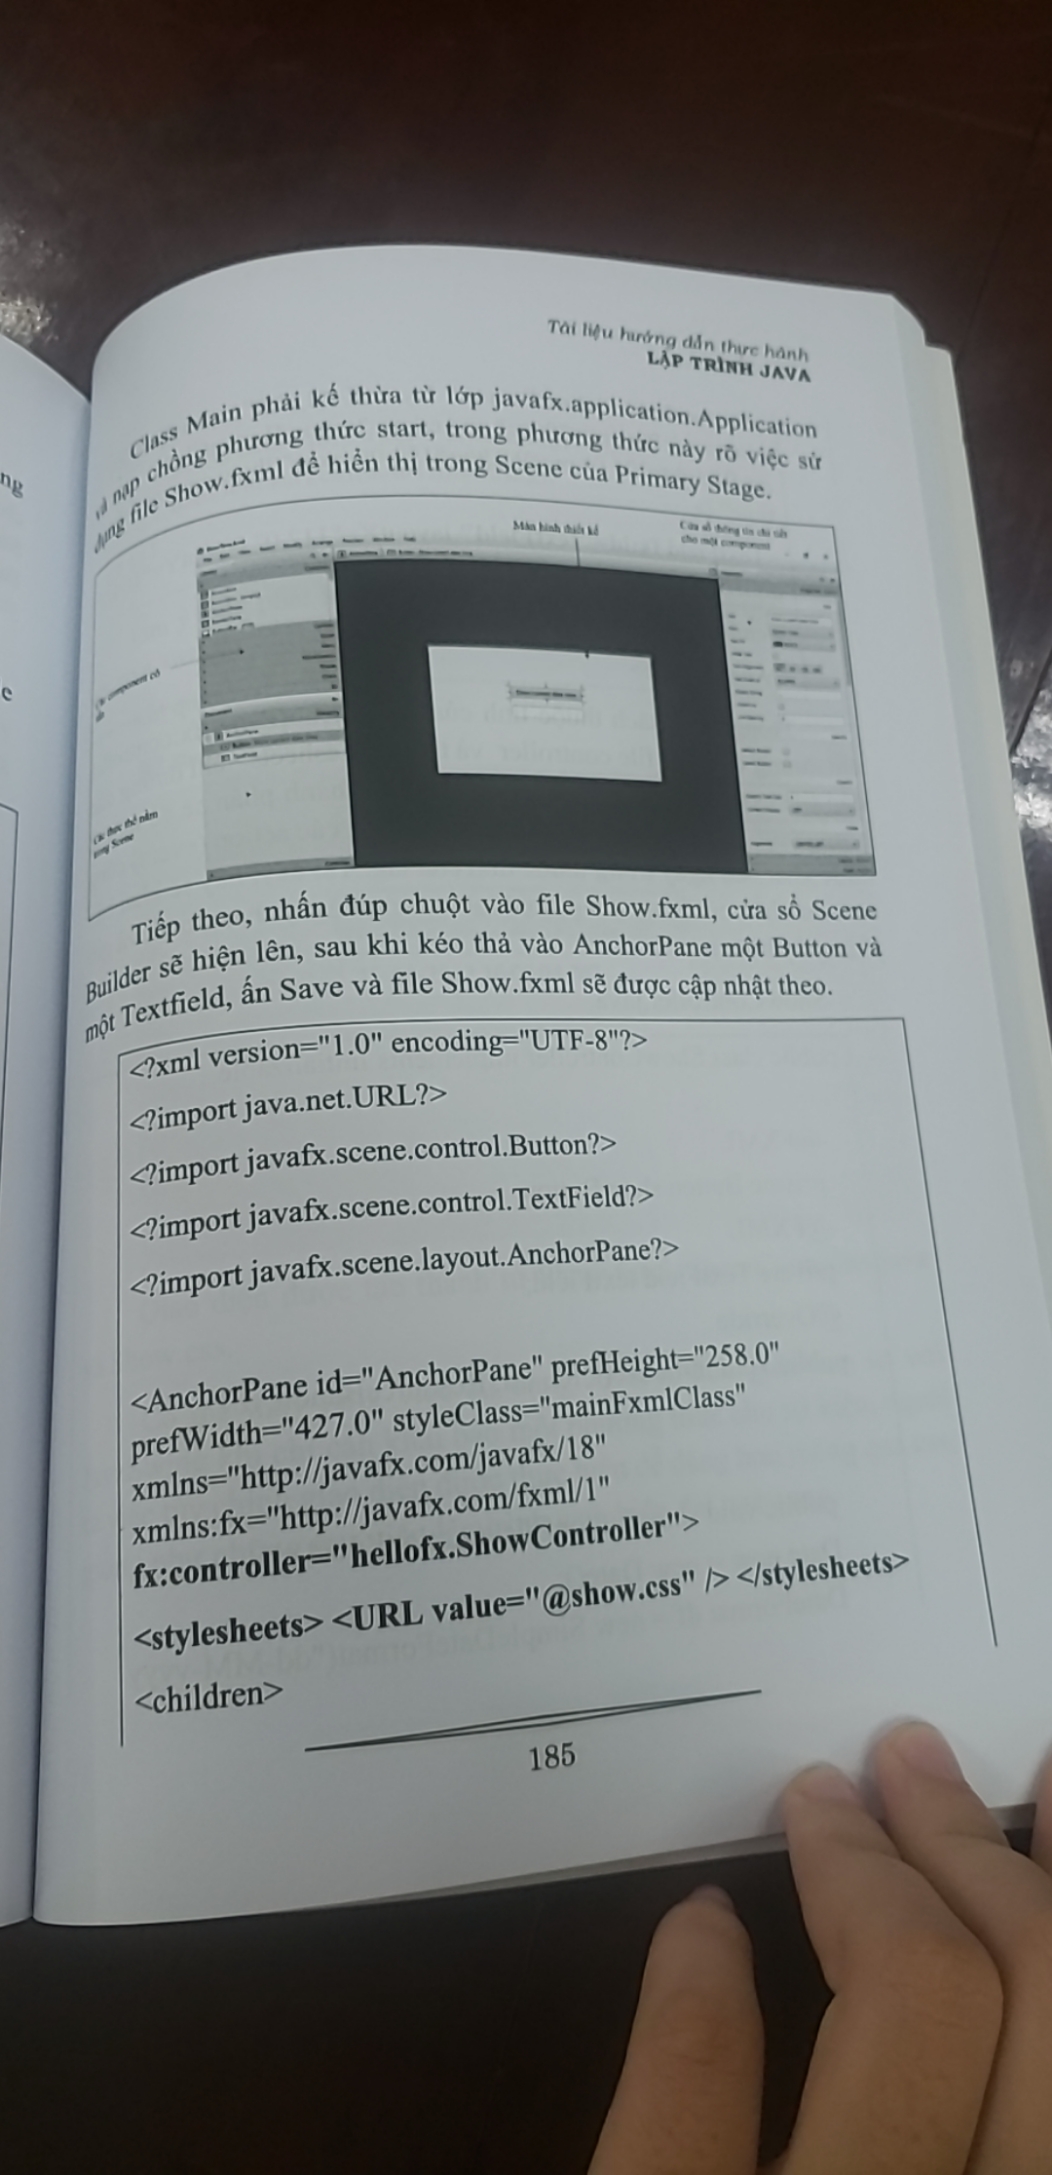 ng
e
Tài liệu hướng dẫn thực hành
LẬP TRÌNH JAVA
Class Main phải kế thừa từ lớp javafx.application.Application
và nạp chồng phương thức start, trong phương thức này rõ việc sử
dụng file Show.fxml để hiển thị trong Scene của Primary Stage.
Màn hình thiết kế
Cửa sổ thông tin chi tiết
cho một component
component có
Các thực thể nằm
trong Scene
Tiếp theo, nhấn đúp chuột vào file Show.fxml, cửa sổ Scene
Builder sẽ hiện lên, sau khi kéo thả vào AnchorPane một Button và
một Textfield, ấn Save và file Show.fxml sẽ được cập nhật theo.
<?xml version="1.0" encoding="UTF-8"?>
<?import java.net.URL?>
<?import javafx.scene.control.Button?>
<?import javafx.scene.control.TextField?>
<?import javafx.scene.layout.AnchorPane?>
<AnchorPane id="AnchorPane" prefHeight="258.0"
prefWidth="427.0" styleClass="mainFxmlClass"
xmlns="http://javafx.com/javafx/18"
xmlns:fx="http://javafx.com/fxml/1"
fx:controller="hellofx.ShowController">
<stylesheets> <URL value="@show.css" /> </stylesheets>
<children>
185